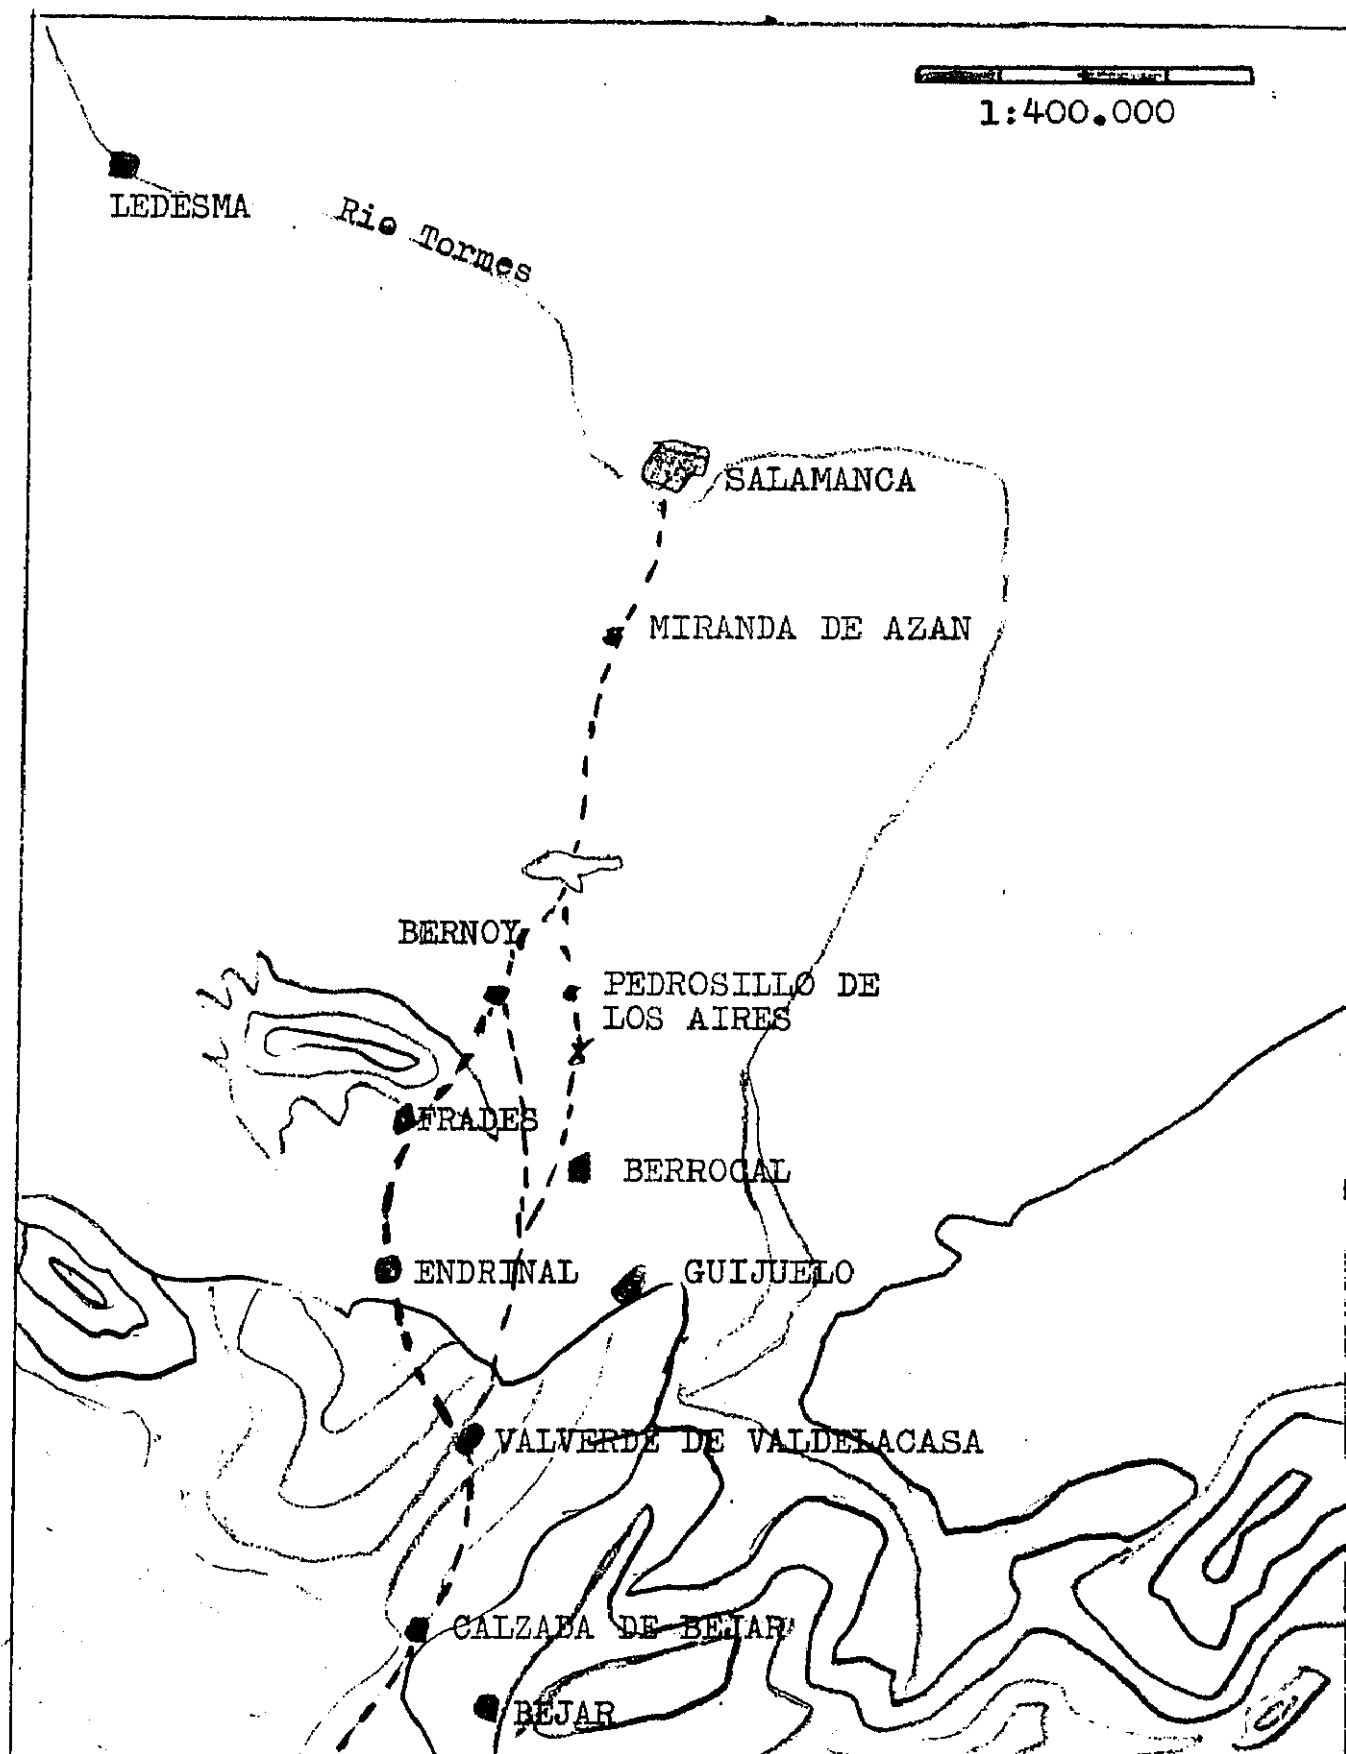 1:400.000
LEDESMA
Rio Tormes
SALAMANCA
MIRANDA DE AZAN
BERNOY
PEDROSILLO DE
LOS AIRES
FRADES
BERROCAL
ENDRINAL
GUIJUELO
VALVERDE DE VALDELACASA
CALZADA DE BEJAR
BEJAR